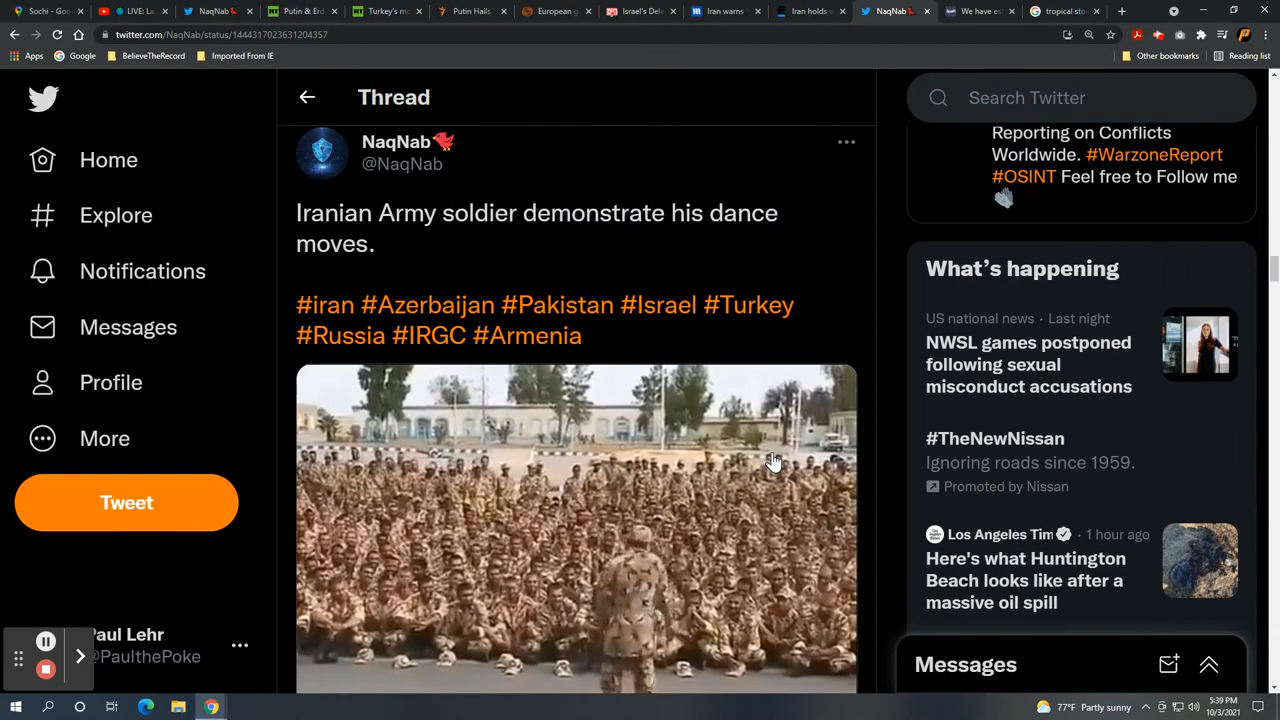 Sochi - Goo
LIVE: La
NaqNab
Putin & Erd
Turkey's m
Putin Hails
European g
Israel's Dele
Iran warns
Iran holds e
NaqNab
We have es
tropical sto
twitter.com/NaqNab/status/1444317023631204357
Apps
Google
BelieveTheRecord
Imported From IE
Other bookmarks
Reading list
Home
Explore
Notifications
Messages
Profile
More
Tweet
Paul Lehr
@PaulthePoke
Thread
NaqNab
@NaqNab
Iranian Army soldier demonstrate his dance
moves.
#iran #Azerbaijan #Pakistan #Israel #Turkey
#Russia #IRGC #Armenia
Search Twitter
Reporting on Conflicts
Worldwide. #WarzoneReport
#OSINT Feel free to Follow me
What's happening
US national news · Last night
NWSL games postponed
following sexual
misconduct accusations
#TheNewNissan
Ignoring roads since 1959.
Promoted by Nissan
Los Angeles Tim · 1 hour ago
Here's what Huntington
Beach looks like after a
massive oil spill
Messages
77°F Partly sunny
5:39 PM
10/3/2021